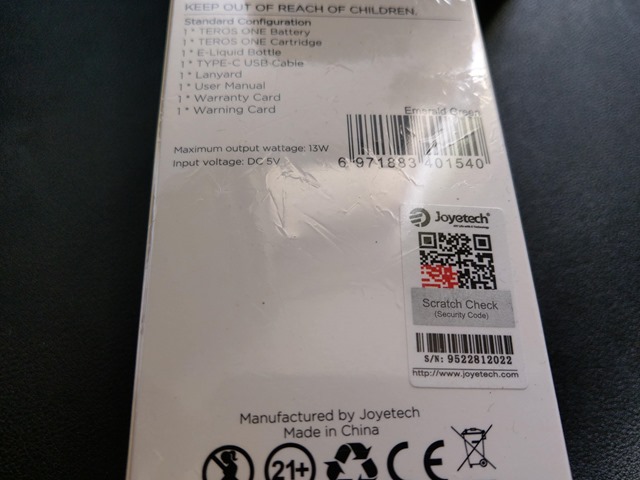 KEEP OUT OF REACH OF CHILDREN.
Standard Configuration
1 * TEROS ONE Battery
1 * TEROS ONE Cartridge
1 * E-Liquid Bottle
1 * TYPE-C USB Cable
1 * Lanyard
1 * User Manual
1 * Warranty Card
1 * Warning Card
Emerald Green
Maximum output wattage: 13W
Input voltage: DC 5V
6 971883 401540
Joyetech®
Scratch Check
(Security Code)
S/N: 9522812022
http://www.joyetech.com
Manufactured by Joyetech
Made in China
21+
CE